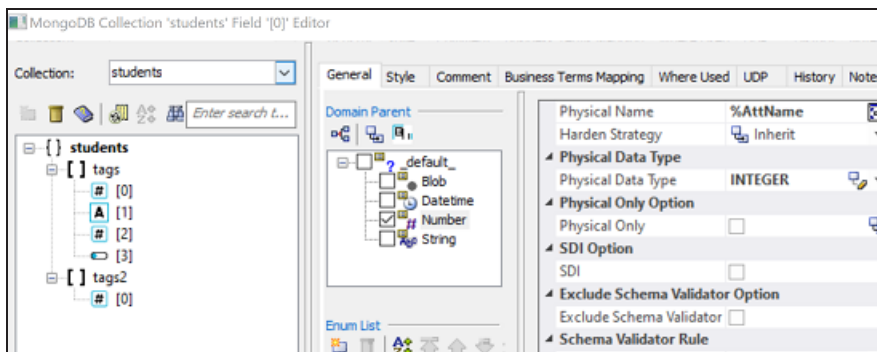 MongoDB Collection 'students' Field '[0]' Editor
Collection: students
Enter search t...
{ } students
[ ] tags
# [0]
A [1]
# [2]
[3]
[ ] tags2
# [0]
General Style Comment Business Terms Mapping Where Used UDP History Note
Domain Parent
_default_
Blob
Datetime
Number
String
Enum List
Physical Name %AttName
Harden Strategy Inherit
Physical Data Type
Physical Data Type INTEGER
Physical Only Option
Physical Only
SDI Option
SDI
Exclude Schema Validator Option
Exclude Schema Validator
Schema Validator Rule